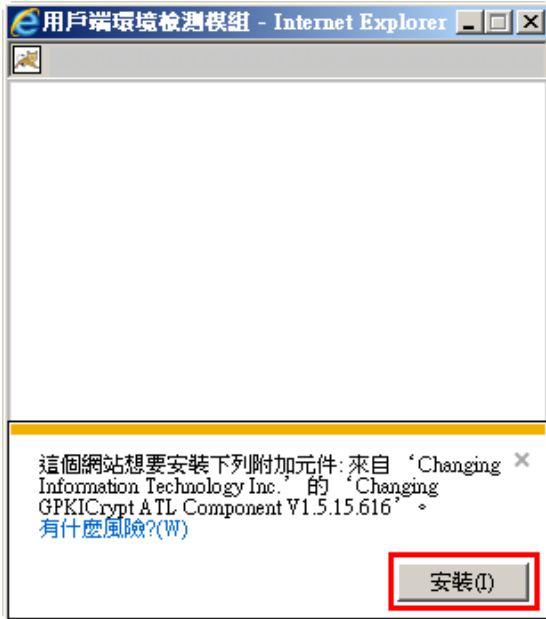 用戶端環境檢測模組 - Internet Explorer
這個網站想要安裝下列附加元件: 來自 ‘Changing
Information Technology Inc.’ 的 ‘Changing
GPKICrypt ATL Component V1.5.15.616’。
有什麼風險?(W)
安裝(I)